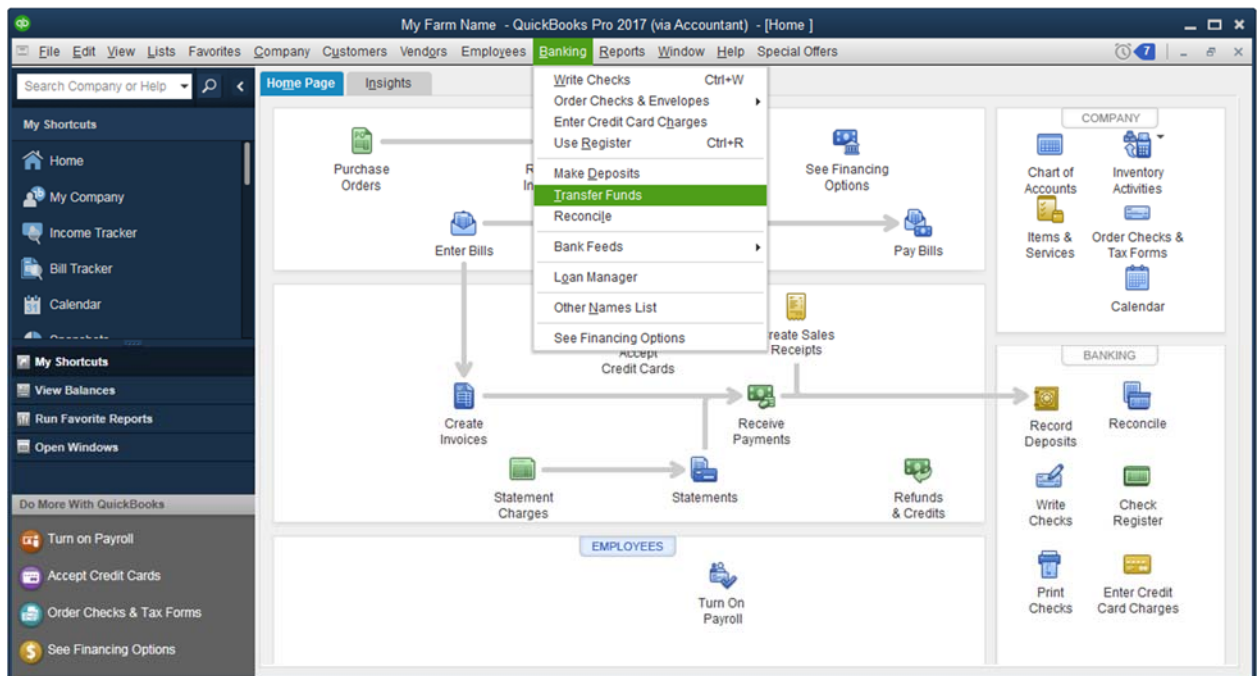 qb
My Farm Name - QuickBooks Pro 2017 (via Accountant) - [Home ]
File Edit View Lists Favorites Company Customers Vendors Employees Banking Reports Window Help Special Offers
7
Search Company or Help
Home Page Insights
My Shortcuts
Home
My Company
Income Tracker
Bill Tracker
Calendar
My Shortcuts
View Balances
Run Favorite Reports
Open Windows
Do More With QuickBooks
Turn on Payroll
Accept Credit Cards
Order Checks & Tax Forms
See Financing Options
Write Checks Ctrl+W
Order Checks & Envelopes
Enter Credit Card Charges
Use Register Ctrl+R
Make Deposits
Transfer Funds
Reconcile
Bank Feeds
Loan Manager
Other Names List
See Financing Options
Purchase
Orders
See Financing
Options
Enter Bills
Pay Bills
reate Sales
Receipts
Accept
Credit Cards
Create
Invoices
Receive
Payments
Statement
Charges
Statements
Refunds
& Credits
EMPLOYEES
Turn On
Payroll
COMPANY
Chart of
Accounts
Inventory
Activities
Items &
Services
Order Checks &
Tax Forms
Calendar
BANKING
Record
Deposits
Reconcile
Write
Checks
Check
Register
Print
Checks
Enter Credit
Card Charges